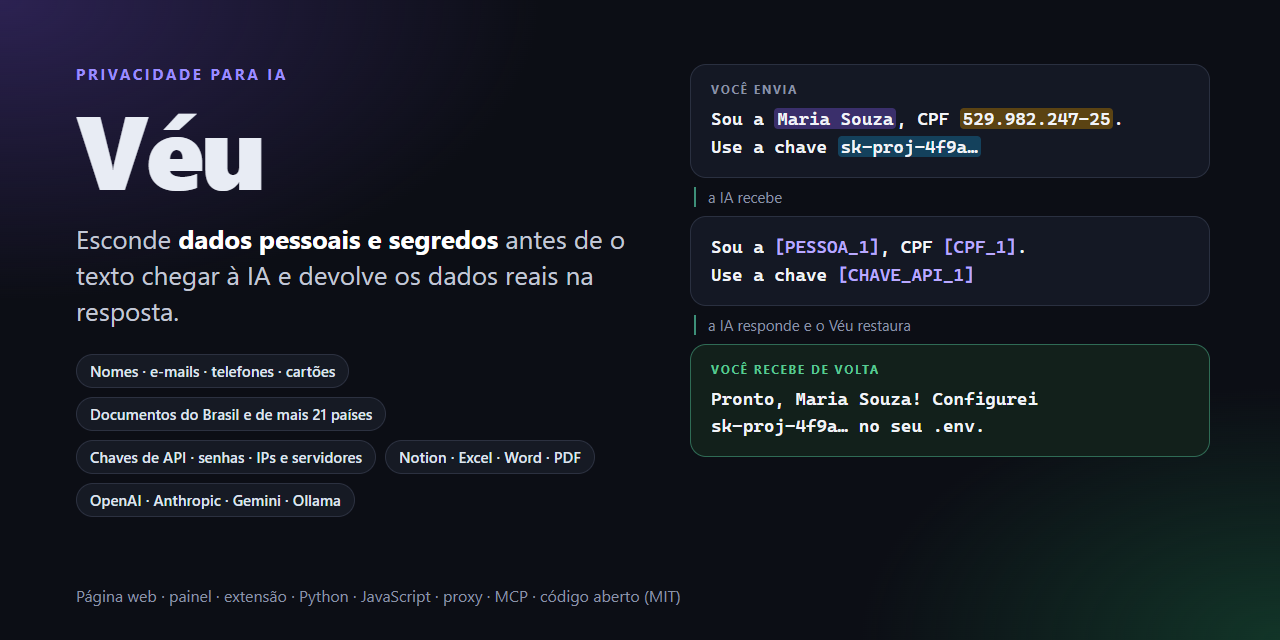 PRIVACIDADE PARA IA
Véu
Esconde dados pessoais e segredos antes de o
texto chegar à IA e devolve os dados reais na
resposta.
Nomes · e-mails · telefones · cartões
Documentos do Brasil e de mais 21 países
Chaves de API · senhas · IPs e servidores
Notion · Excel · Word · PDF
OpenAI · Anthropic · Gemini · Ollama
VOCÊ ENVIA
Sou a Maria Souza, CPF 529.982.247-25.
Use a chave sk-proj-4f9a…
a IA recebe
Sou a [PESSOA_1], CPF [CPF_1].
Use a chave [CHAVE_API_1]
a IA responde e o Véu restaura
VOCÊ RECEBE DE VOLTA
Pronto, Maria Souza! Configurei
sk-proj-4f9a… no seu .env.
Página web · painel · extensão · Python · JavaScript · proxy · MCP · código aberto (MIT)